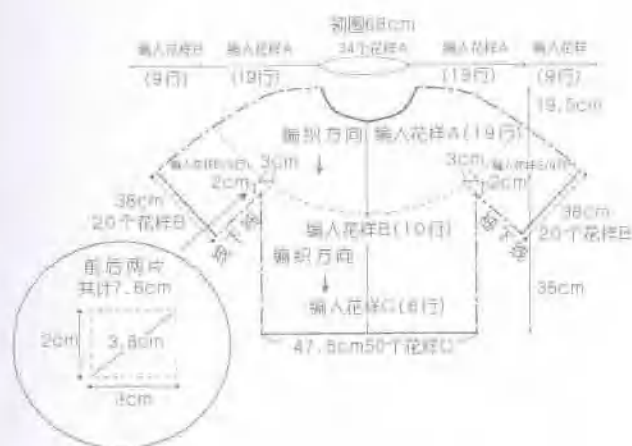 领围68cm
编入花样B 编入花样A 34个花样A 编入花样A 编入花样
(9行) (19行) (19行) (9行)
19.5cm
编织方向 编入花样A(19行)
3cm 3cm
2cm 2cm
38cm 38cm
20个花样B 20个花样B
编入花样B(10行)
编织方向
前后两片
共计7.6cm
35cm
编入花样C(6行)
2cm 3.8cm
47.8cm50个花样C
3cm